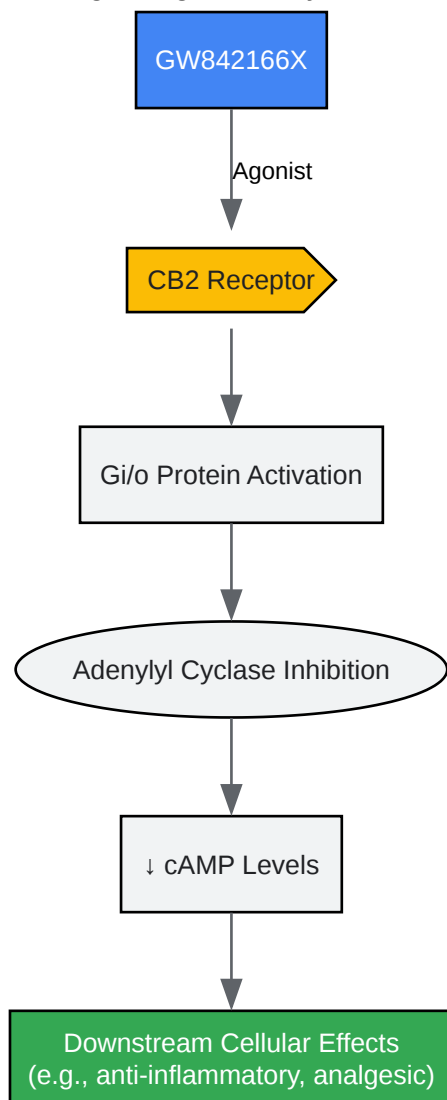 GW842166X
Agonist
CB2 Receptor
Gi/o Protein Activation
Adenylyl Cyclase Inhibition
↓ cAMP Levels
Downstream Cellular Effects
(e.g., anti-inflammatory, analgesic)